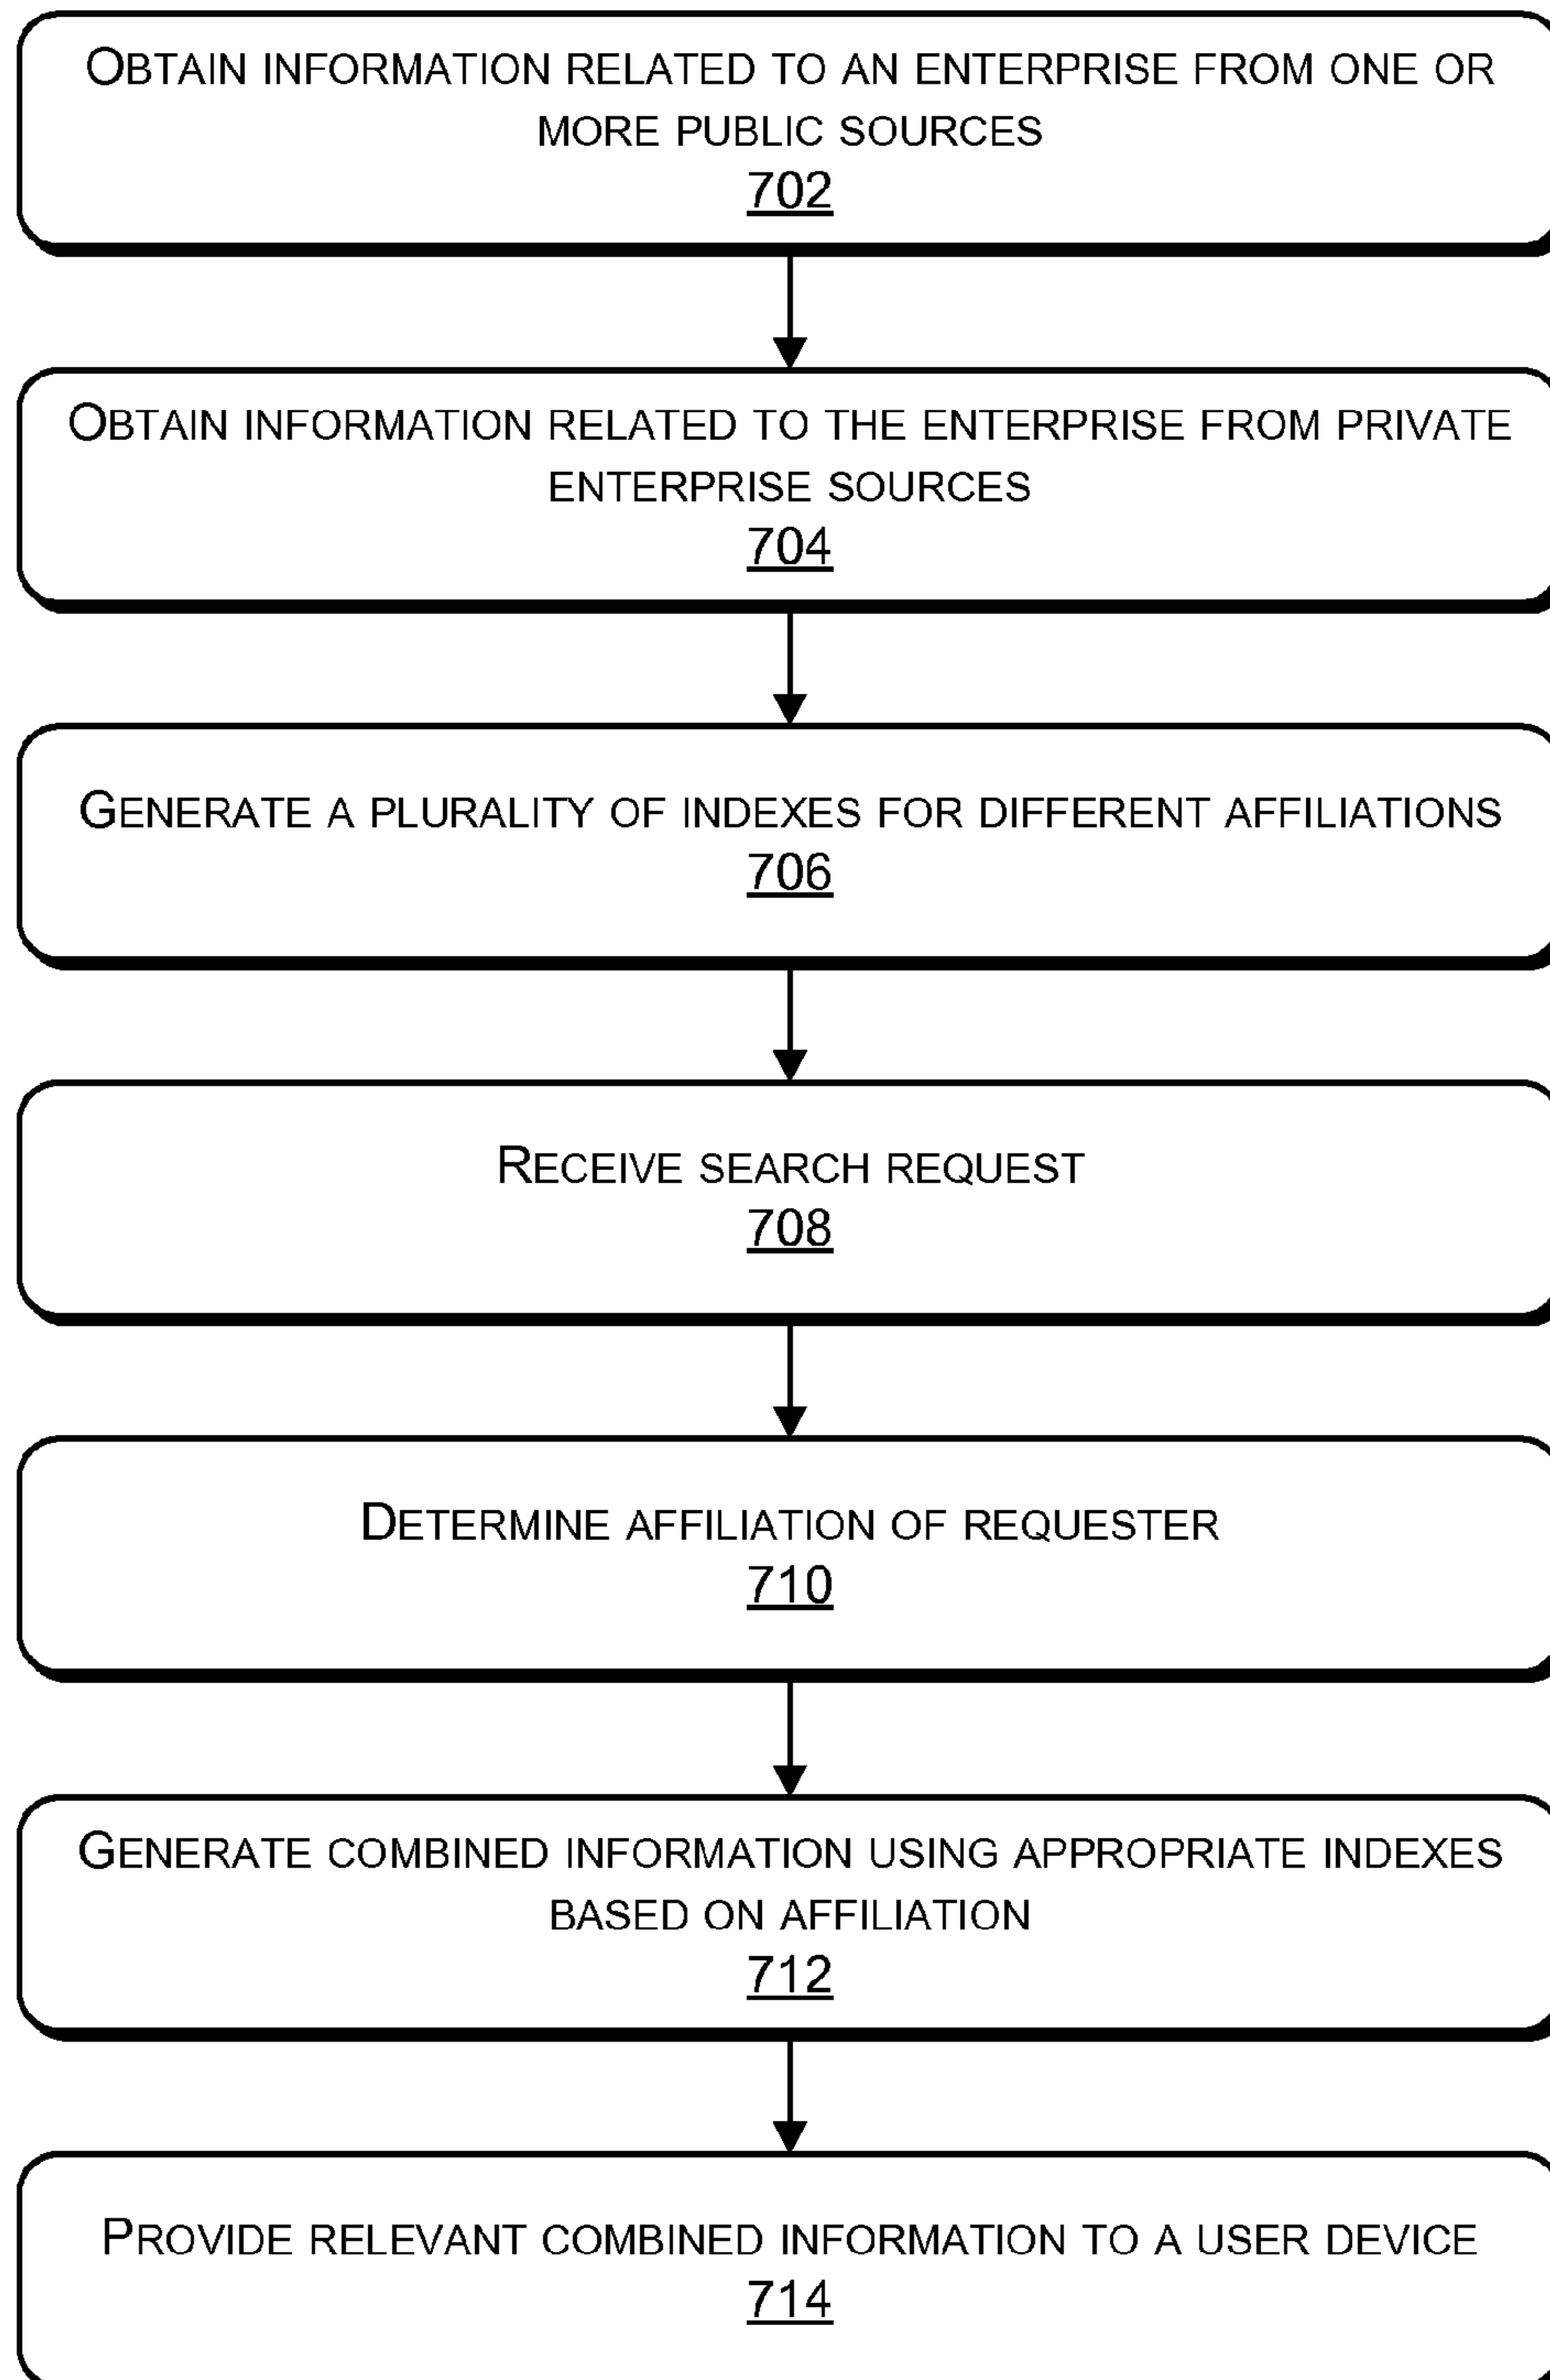 OBTAIN INFORMATION RELATED TO AN ENTERPRISE FROM ONE OR
MORE PUBLIC SOURCES
702
OBTAIN INFORMATION RELATED TO THE ENTERPRISE FROM PRIVATE
ENTERPRISE SOURCES
704
GENERATE A PLURALITY OF INDEXES FOR DIFFERENT AFFILIATIONS
706
RECEIVE SEARCH REQUEST
708
DETERMINE AFFILIATION OF REQUESTER
710
GENERATE COMBINED INFORMATION USING APPROPRIATE INDEXES
BASED ON AFFILIATION
712
PROVIDE RELEVANT COMBINED INFORMATION TO A USER DEVICE
714